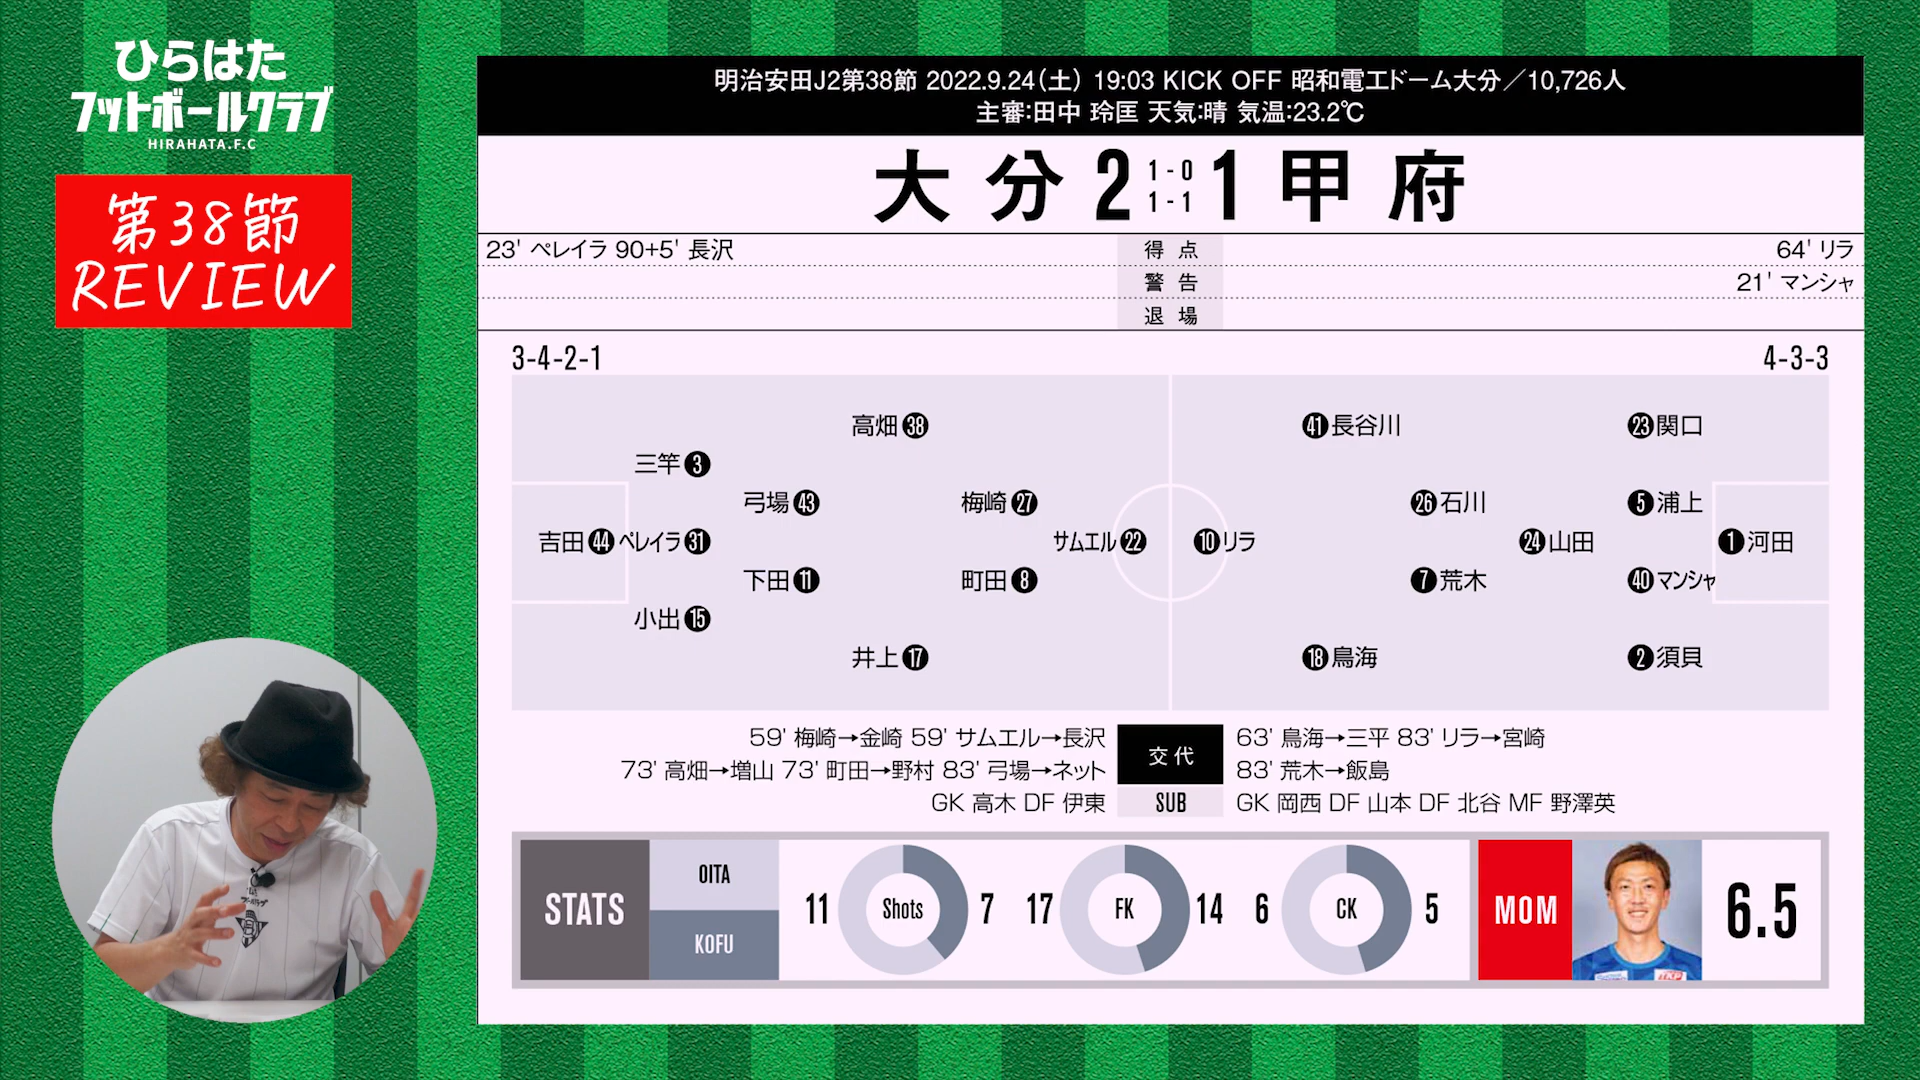 ひらはた
フットボールクラブ
HIRAHATA.F.C
第38節
REVIEW
明治安田J2第38節 2022.9.24(土) 19:03 KICK OFF 昭和電工ドーム大分／10,726人
主審:田中 玲匡 天気:晴 気温:23.2℃
大分 2 1-0 1 甲府
1-1
23' ペレイラ 90+5' 長沢 得点 64' リラ
警告 21' マンシャ
退場
3-4-2-1 4-3-3
高畑 38 41 長谷川 23 関口
三竿 3
弓場 43 梅崎 27 26 石川 5 浦上
吉田 44 ペレイラ 31 サムエル 22 10 リラ 24 山田 1 河田
下田 11 町田 8 7 荒木 40 マンシャ
小出 15
井上 17 18 鳥海 2 須貝
59' 梅崎→金崎 59' サムエル→長沢 交代 63' 鳥海→三平 83' リラ→宮崎
73' 高畑→増山 73' 町田→野村 83' 弓場→ネット 83' 荒木→飯島
GK 高木 DF 伊東 SUB GK 岡西 DF 山本 DF 北谷 MF 野澤英
STATS OITA 11 Shots 7 17 FK 14 6 CK 5 MOM 6.5
KOFU